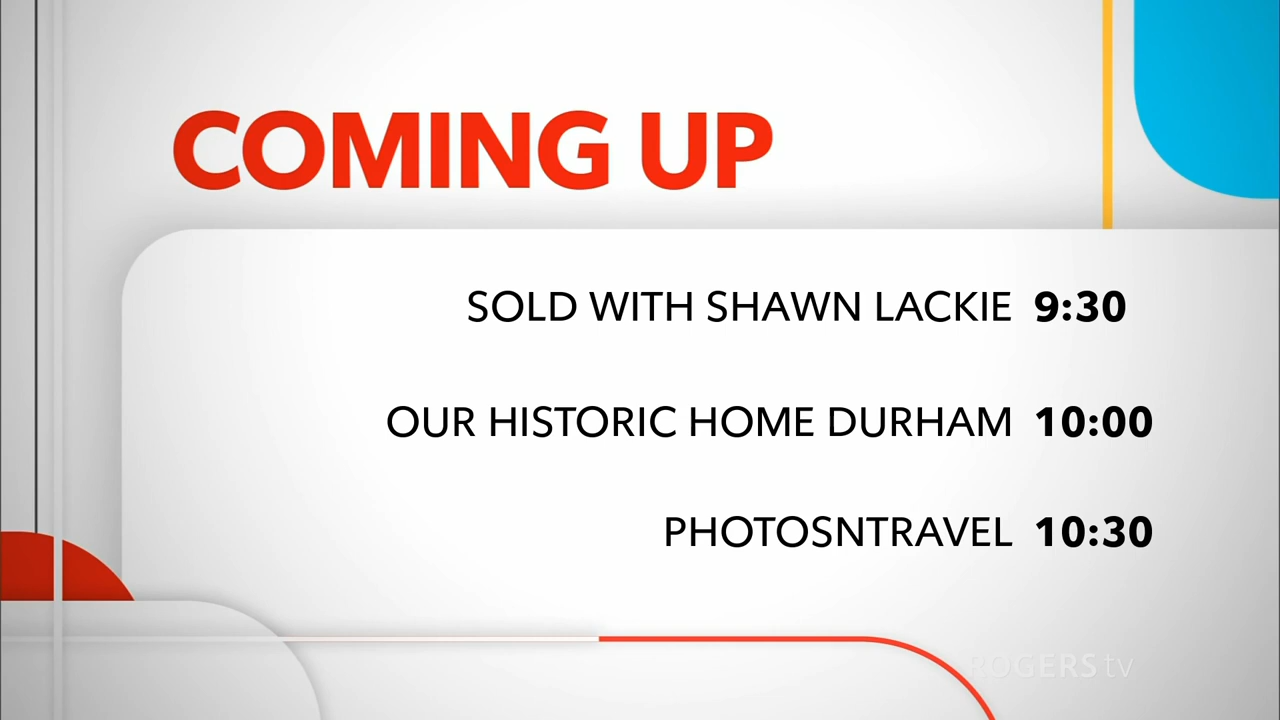 COMING UP
SOLD WITH SHAWN LACKIE 9:30
OUR HISTORIC HOME DURHAM 10:00
PHOTOSNTRAVEL 10:30
ROGERS tv